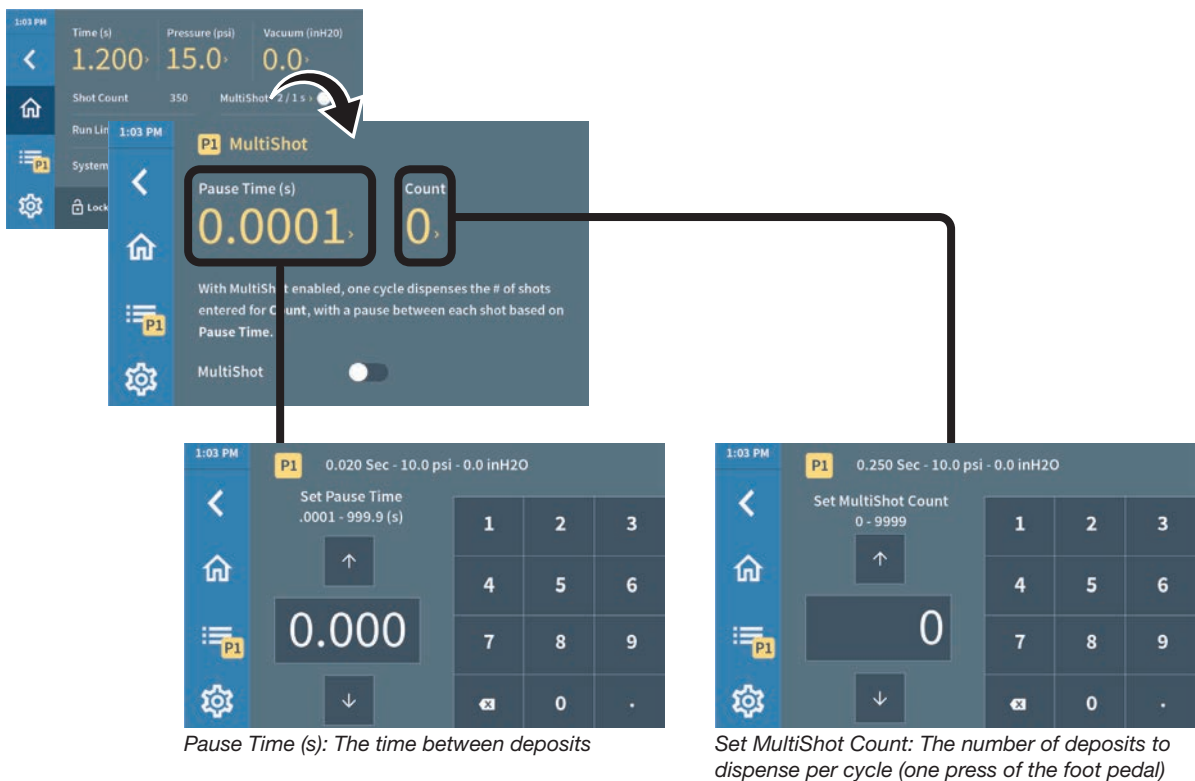 1:03 PM
Time (s) Pressure (psi) Vacuum (inH20)
1.200› 15.0› 0.0›
Shot Count 350 MultiShot 2 / 1 s ›
Run Lin
P1 System
Lock
1:03 PM
P1 MultiShot
Pause Time (s) Count
0.0001› 0›
With MultiShot enabled, one cycle dispenses the # of shots
entered for Count, with a pause between each shot based on
Pause Time.
P1
MultiShot
1:03 PM
P1 0.020 Sec - 10.0 psi - 0.0 inH2O
Set Pause Time
.0001 - 999.9 (s)
1 2 3
4 5 6
0.000
P1
7 8 9
0 .
Pause Time (s): The time between deposits
1:03 PM
P1 0.250 Sec - 10.0 psi - 0.0 inH2O
Set MultiShot Count
0 - 9999
1 2 3
4 5 6
0
P1
7 8 9
0 .
Set MultiShot Count: The number of deposits to
dispense per cycle (one press of the foot pedal)